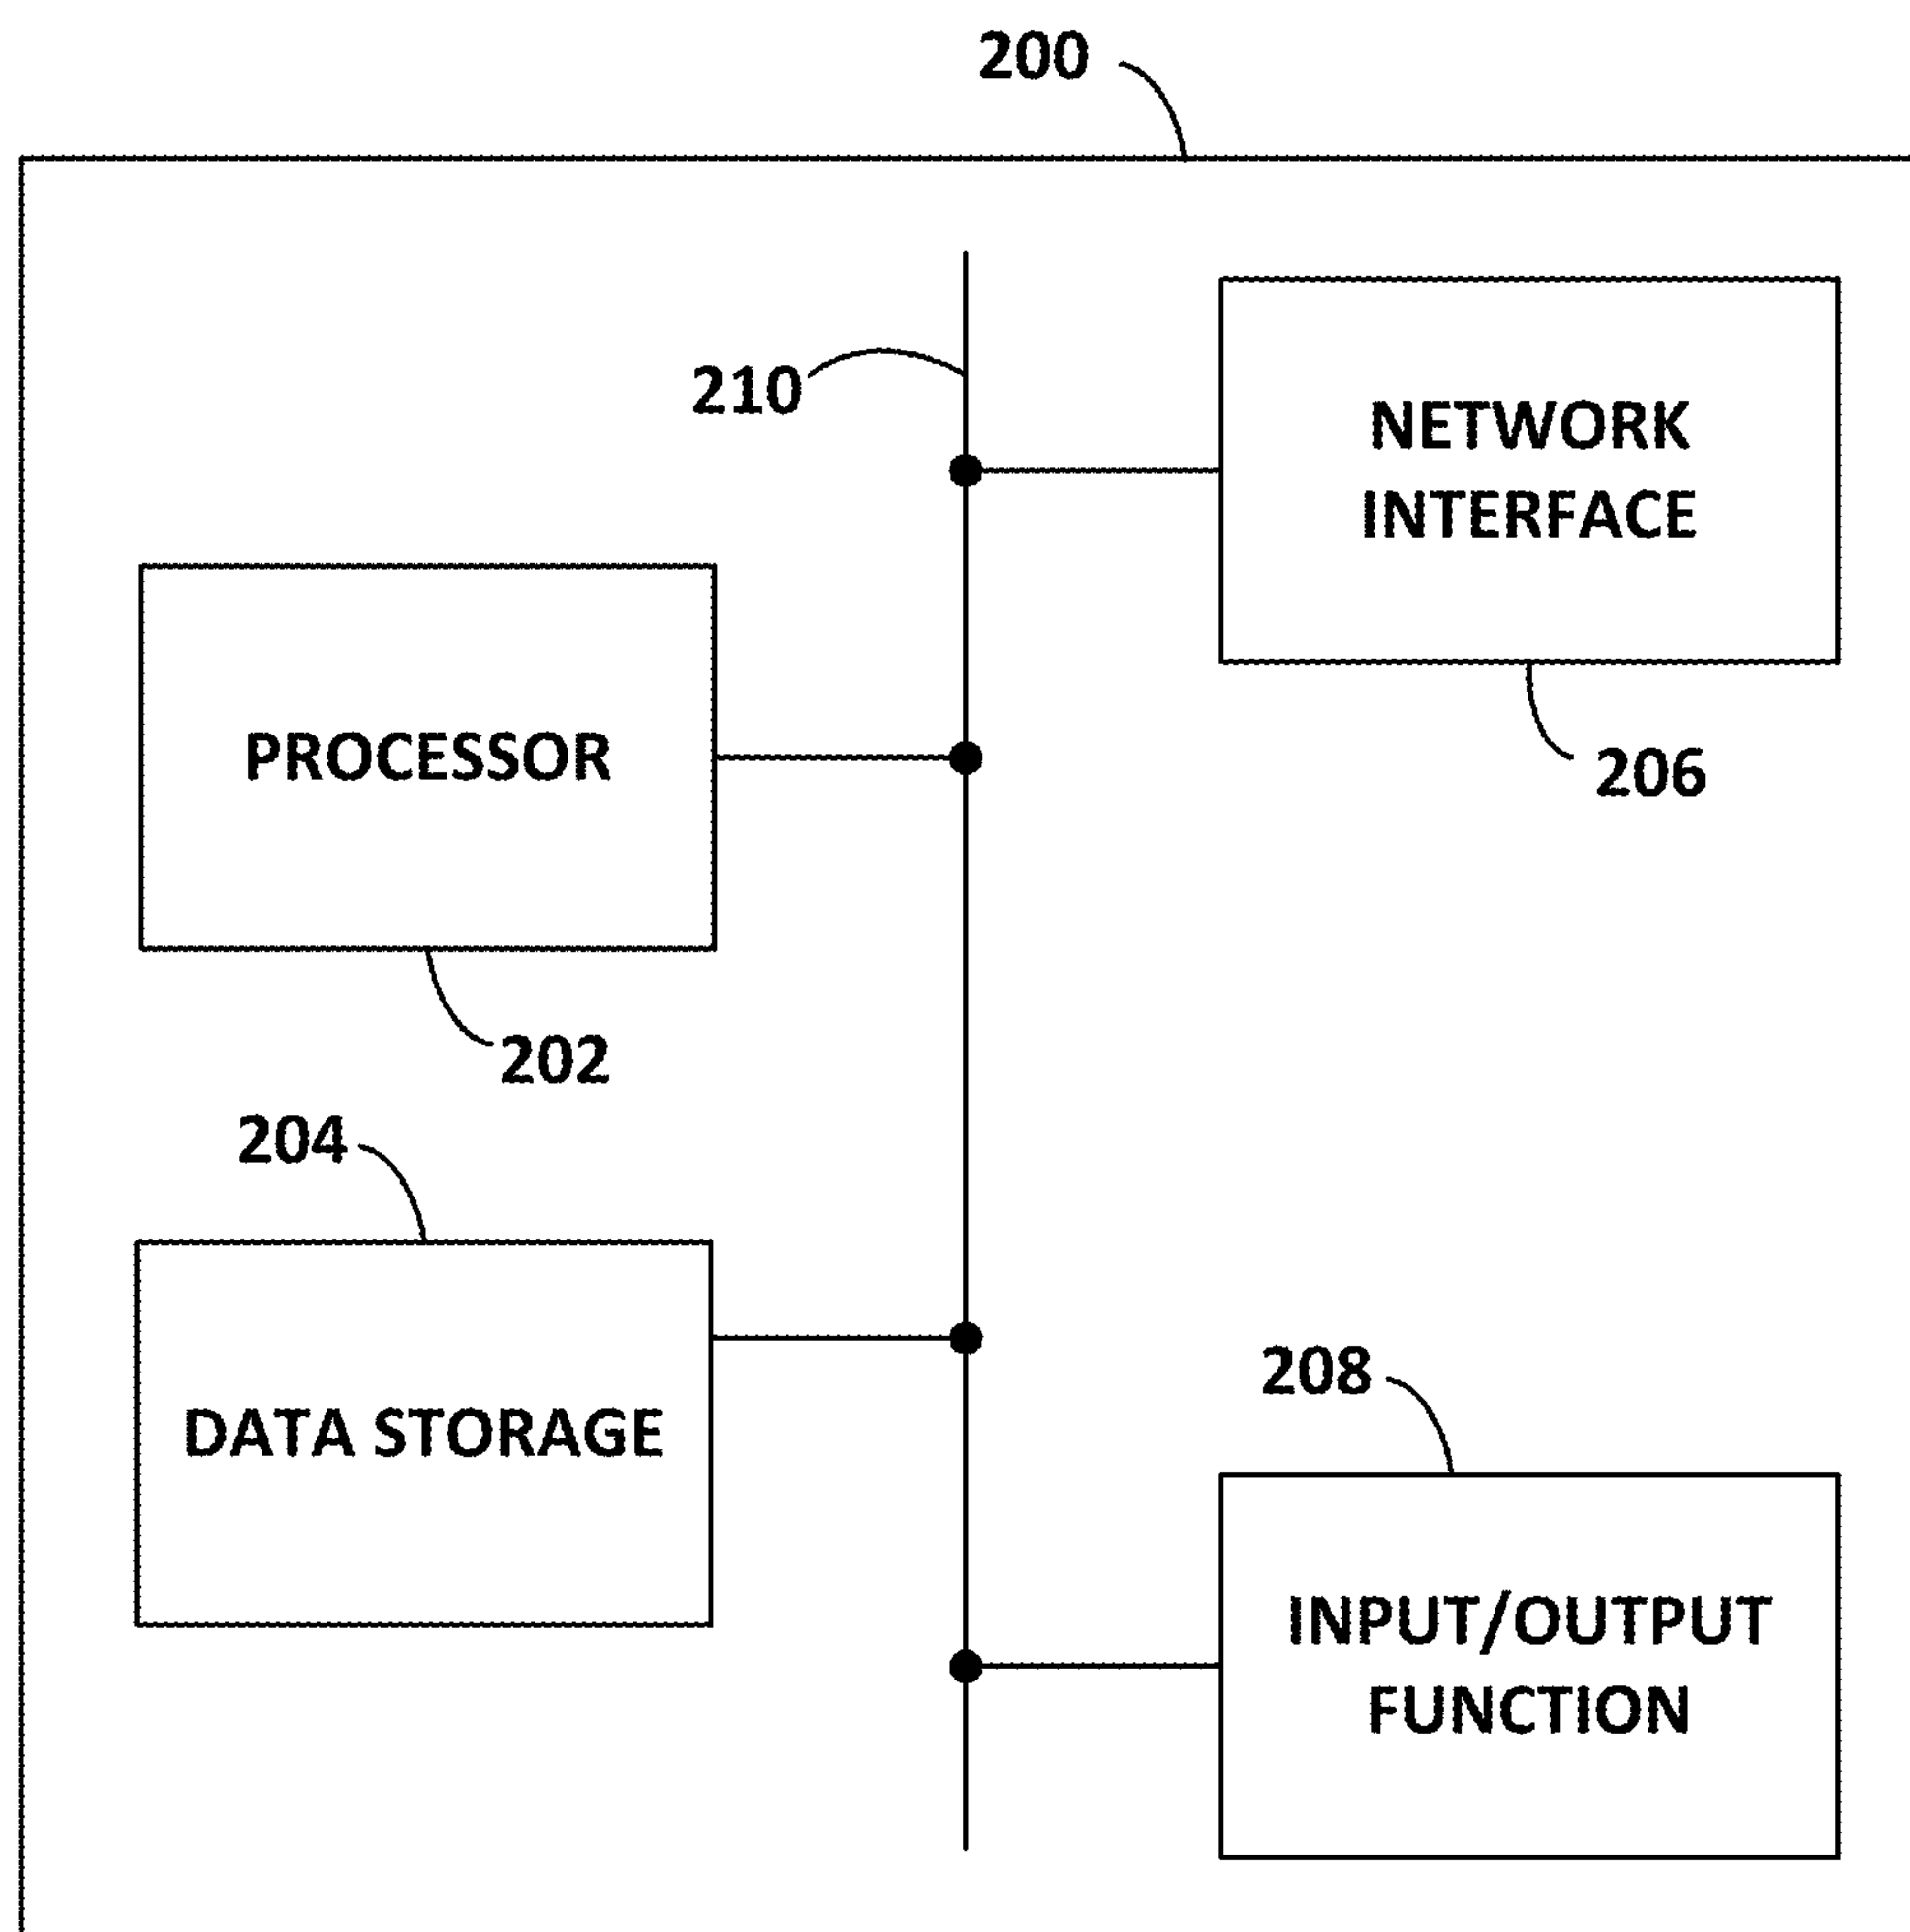 200
210
NETWORK
INTERFACE
PROCESSOR
206
202
204
208
DATA STORAGE
INPUT/OUTPUT
FUNCTION